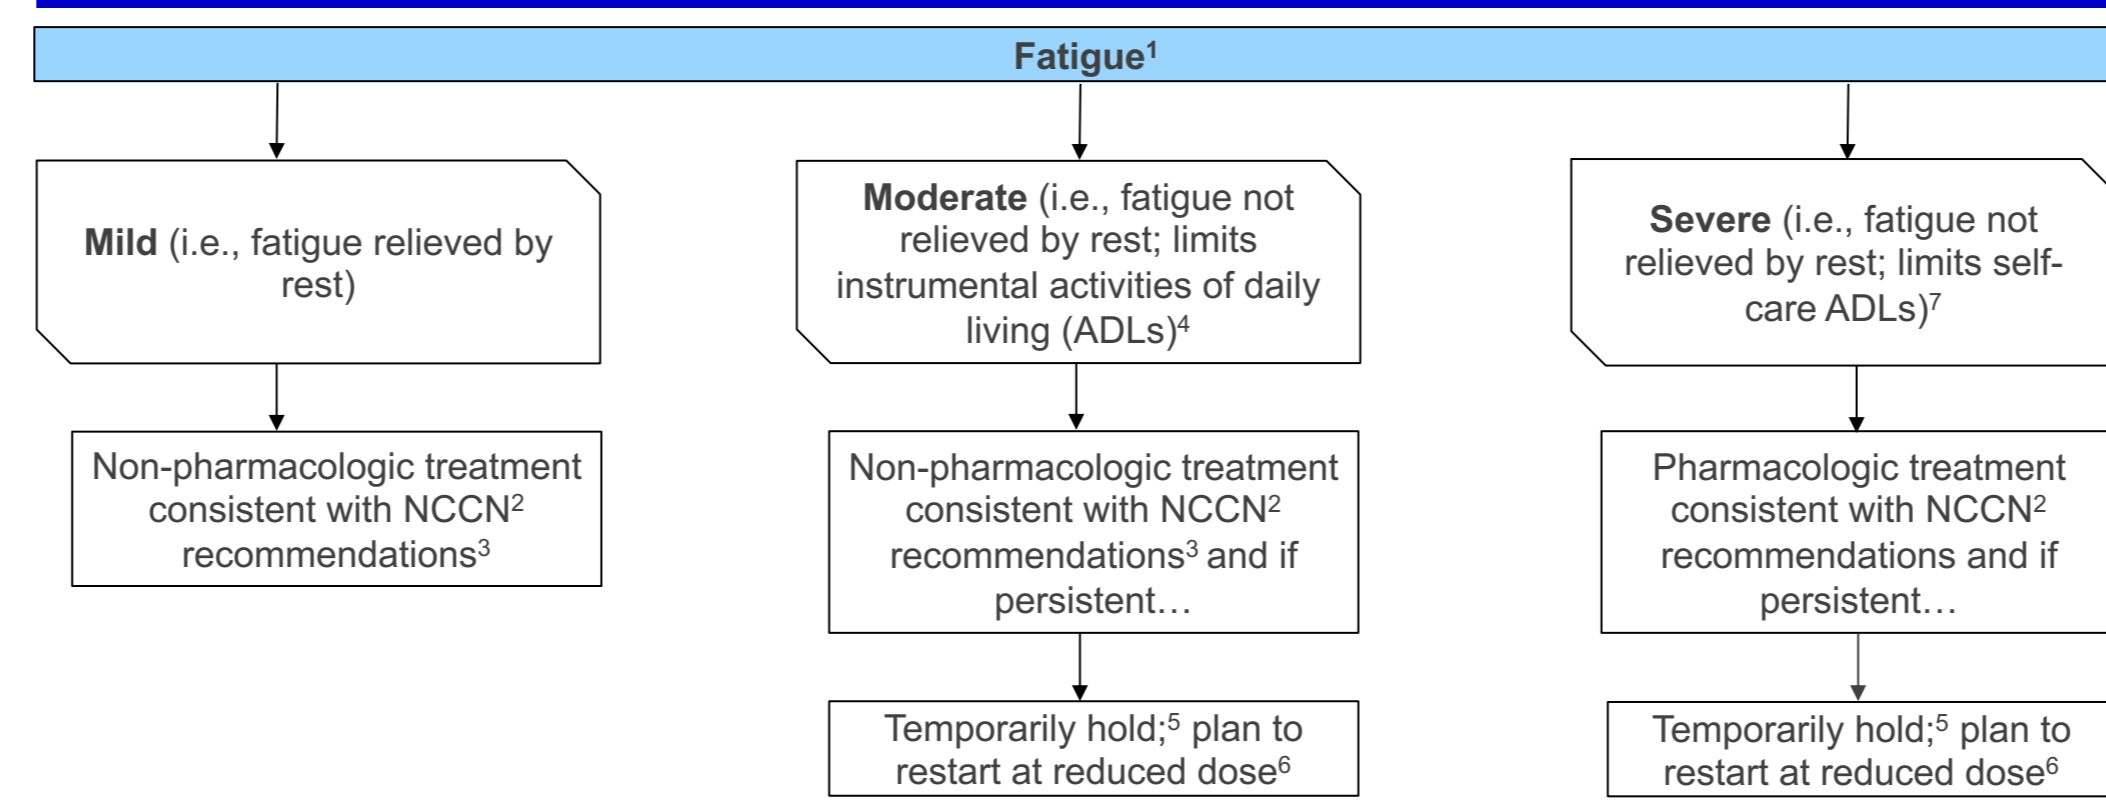 Fatigue¹
Mild (i.e., fatigue relieved by
rest)
Non-pharmacologic treatment
consistent with NCCN²
recommendations³
Moderate (i.e., fatigue not
relieved by rest; limits
instrumental activities of daily
living (ADLs)⁴
Non-pharmacologic treatment
consistent with NCCN²
recommendations³ and if
persistent…
Temporarily hold;⁵ plan to
restart at reduced dose⁶
Severe (i.e., fatigue not
relieved by rest; limits self-
care ADLs)⁷
Pharmacologic treatment
consistent with NCCN²
recommendations and if
persistent…
Temporarily hold;⁵ plan to
restart at reduced dose⁶